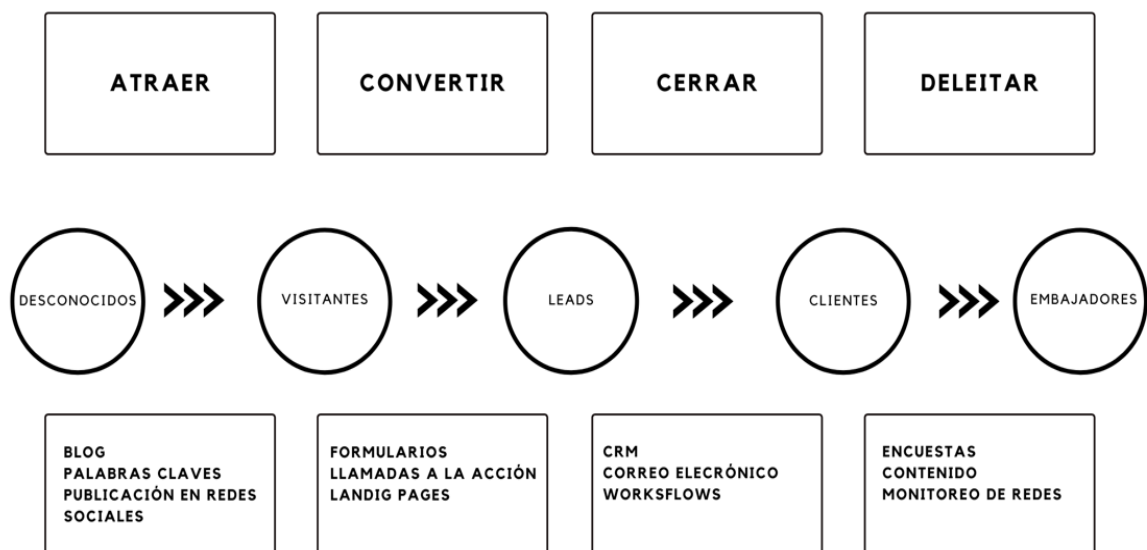 ATRAER
CONVERTIR
CERRAR
DELEITAR
DESCONOCIDOS
VISITANTES
LEADS
CLIENTES
EMBAJADORES
BLOG
PALABRAS CLAVES
PUBLICACIÓN EN REDES
SOCIALES
FORMULARIOS
LLAMADAS A LA ACCIÓN
LANDIG PAGES
CRM
CORREO ELECRÓNICO
WORKSFLOWS
ENCUESTAS
CONTENIDO
MONITOREO DE REDES